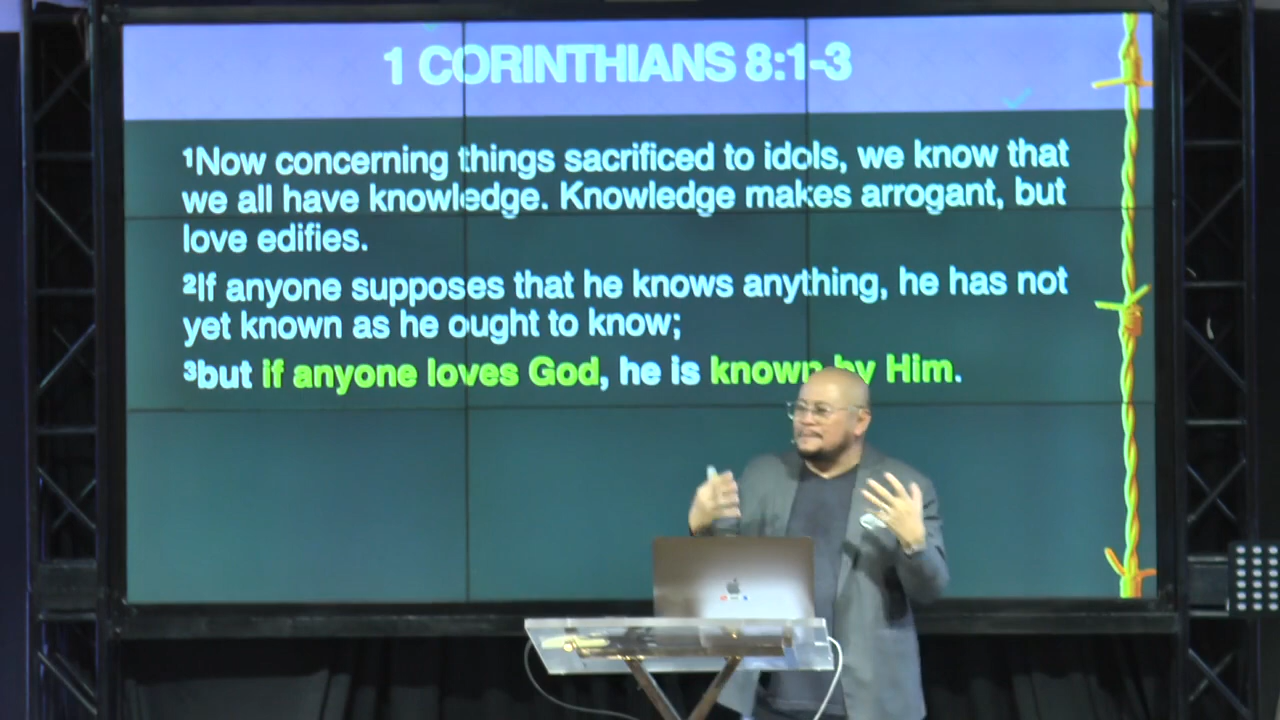 1 CORINTHIANS 8:1-3
¹Now concerning things sacrificed to idols, we know that
we all have knowledge. Knowledge makes arrogant, but
love edifies.
²If anyone supposes that he knows anything, he has not
yet known as he ought to know;
³but if anyone loves God, he is known by Him.